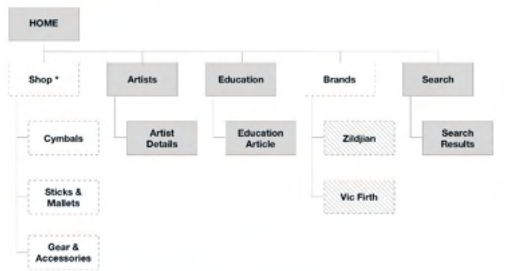 HOME
Shop *
Artists
Education
Brands
Search
Cymbals
Artist
Details
Education
Article
Zildjian
Search
Results
Sticks &
Mallets
Vic Firth
Gear &
Accessories